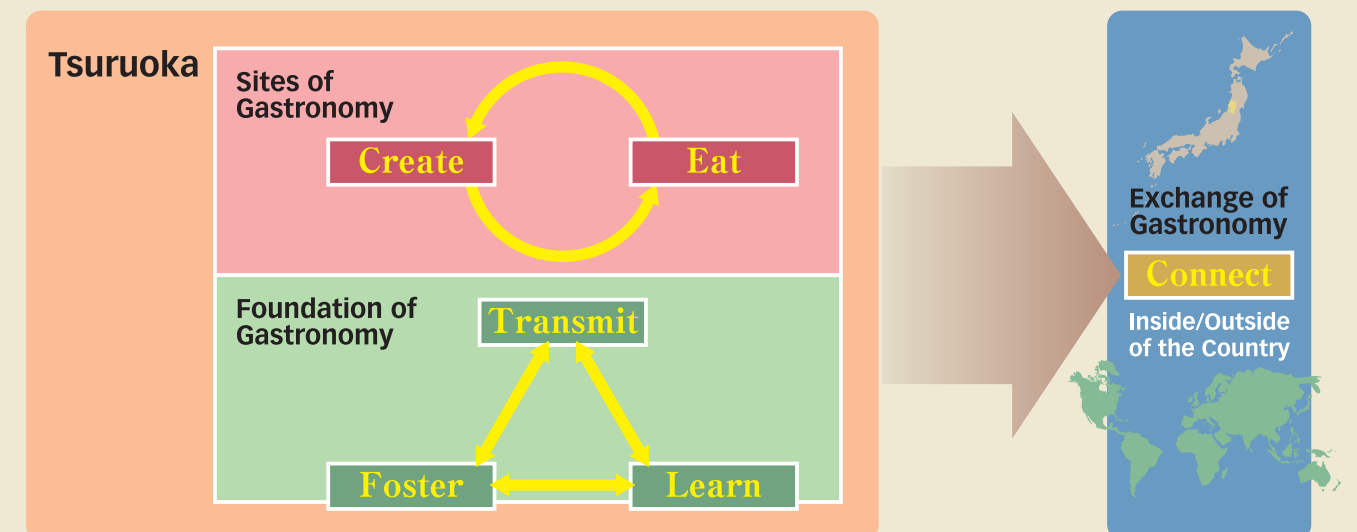 Tsuruoka
Sites of
Gastronomy
Create
Eat
Foundation of
Gastronomy
Transmit
Foster
Learn
Exchange of
Gastronomy
Connect
Inside/Outside
of the Country